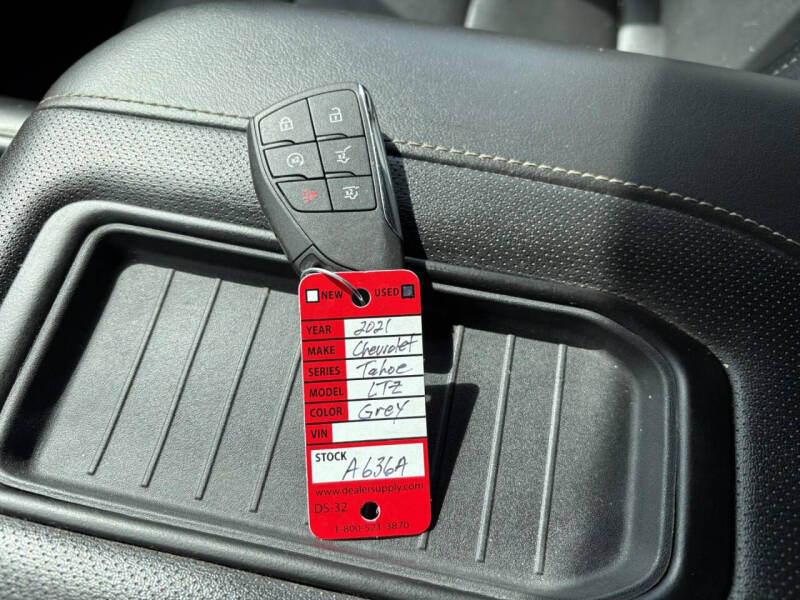 NEW USED
YEAR 2021
MAKE Chevrolet
SERIES Tahoe
MODEL LTZ
COLOR Grey
VIN
STOCK
A636A
www.dealersupply.com
DS-32
1-800-521-3870